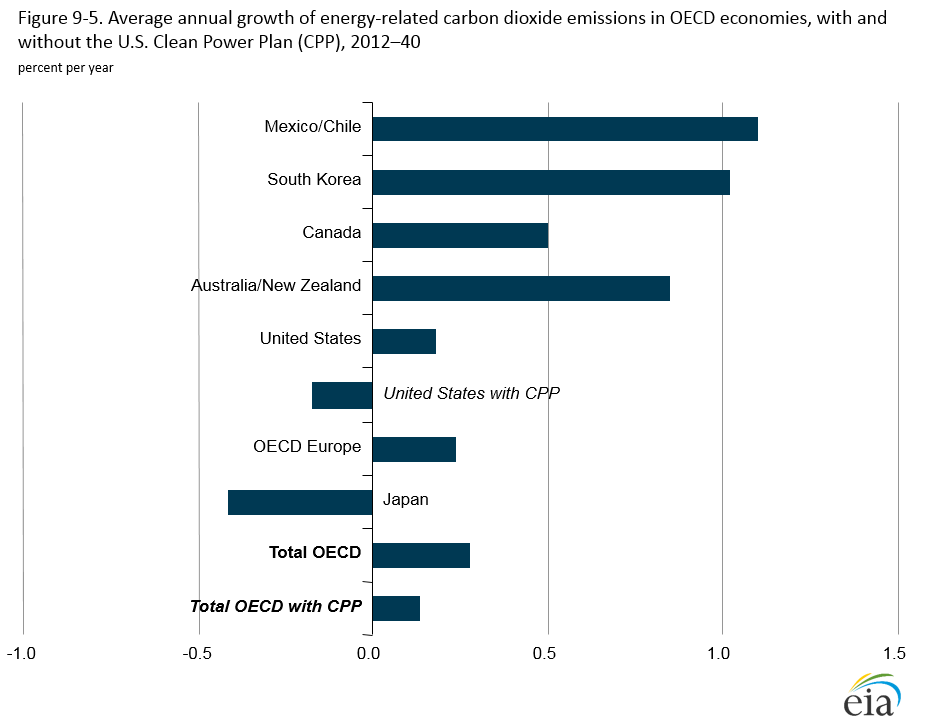 Figure 9-5. Average annual growth of energy-related carbon dioxide emissions in OECD economies, with and
without the U.S. Clean Power Plan (CPP), 2012–40
percent per year
Mexico/Chile
South Korea
Canada
Australia/New Zealand
United States
United States with CPP
OECD Europe
Japan
Total OECD
Total OECD with CPP
-1.0 -0.5 0.0 0.5 1.0 1.5
eia